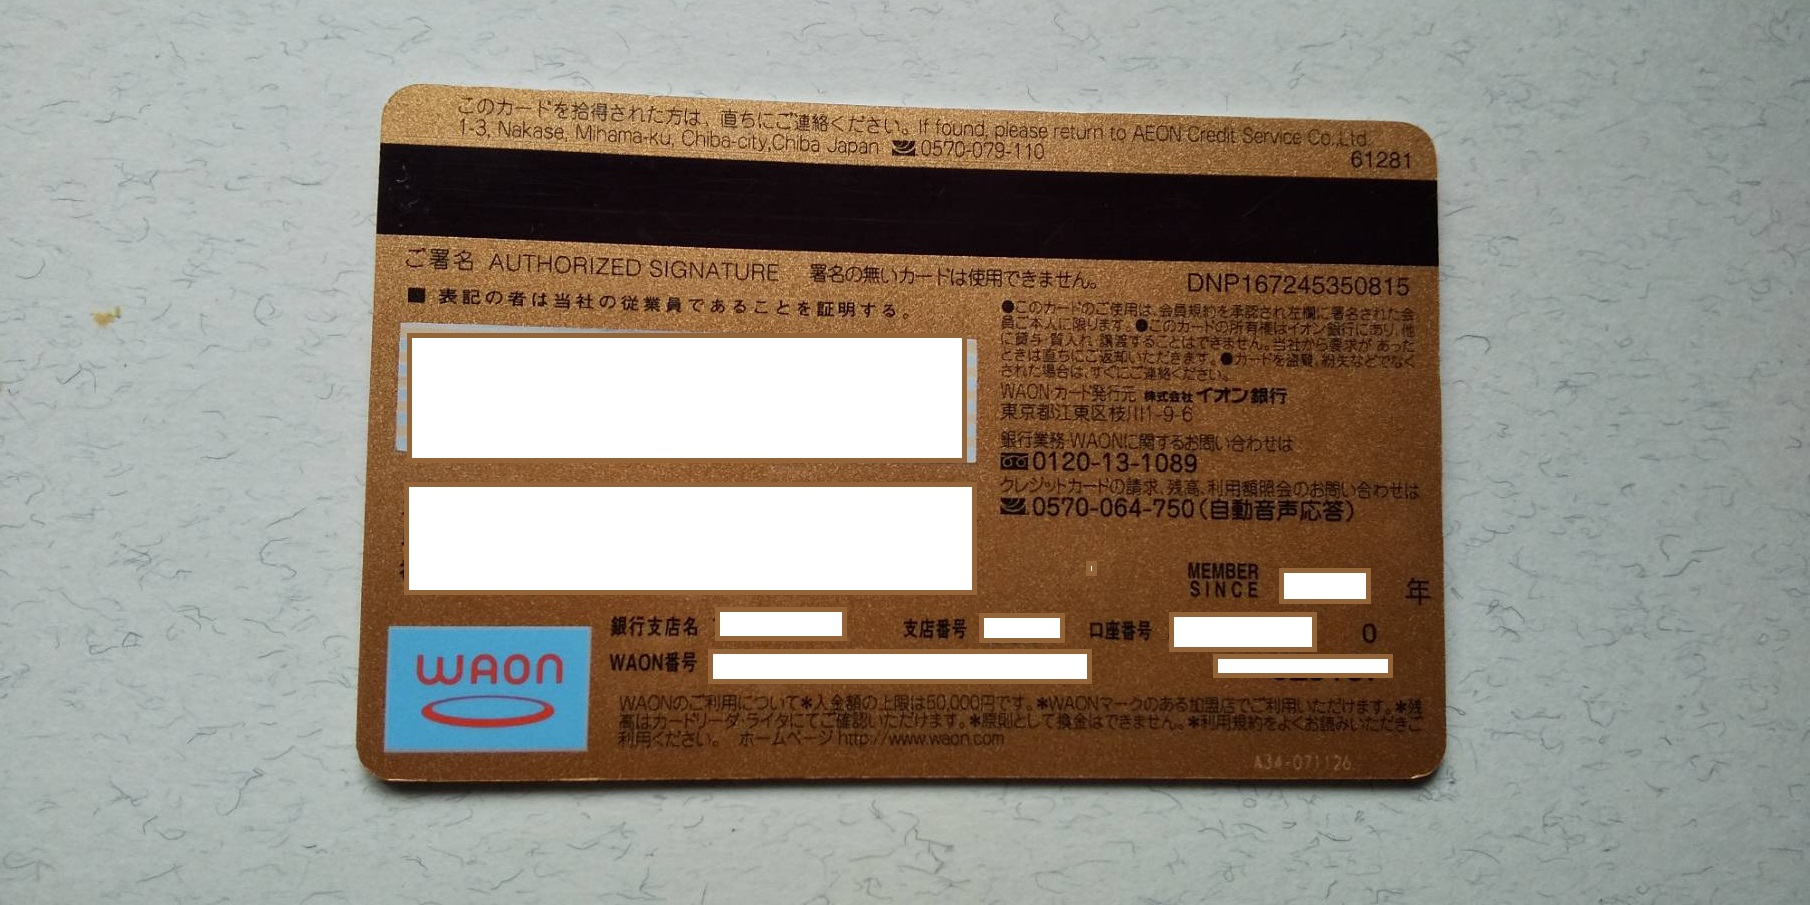 このカードを拾得された方は、直ちにご連絡ください。If found, please return to AEON Credit Service Co.,Ltd.
1-3, Nakase, Mihama-ku, Chiba-city,Chiba Japan 0570-079-110
61281
ご署名 AUTHORIZED SIGNATURE 署名の無いカードは使用できません。
DNP167245350815
■ 表記の者は当社の従業員であることを証明する。
●このカードのご使用は、会員規約を承認され左欄に署名された会
員ご本人に限ります。●このカードの所有権はイオン銀行にあり、他
に貸与、質入れ、譲渡することはできません。当社から要求があった
ときは直ちにご返却いただきます。●カードを盗難、紛失などでなく
された場合は、すぐにご連絡ください。
WAONカード発行元 株式会社イオン銀行
東京都江東区枝川1-9-6
銀行業務・WAONに関するお問い合わせは
0120-13-1089
クレジットカードの請求、残高、利用額照会のお問い合わせは
0570-064-750(自動音声応答)
MEMBER
SINCE
年
銀行支店名 支店番号 口座番号 0
WAON番号
WAON
WAONのご利用について＊入金額の上限は50,000円です。＊WAONマークのある加盟店でご利用いただけます。＊残
高はカードリーダ・ライタにてご確認いただけます。＊原則として換金はできません。＊利用規約をよくお読みいただきご
利用ください。 ホームページ http://www.waon.com
A34-071126